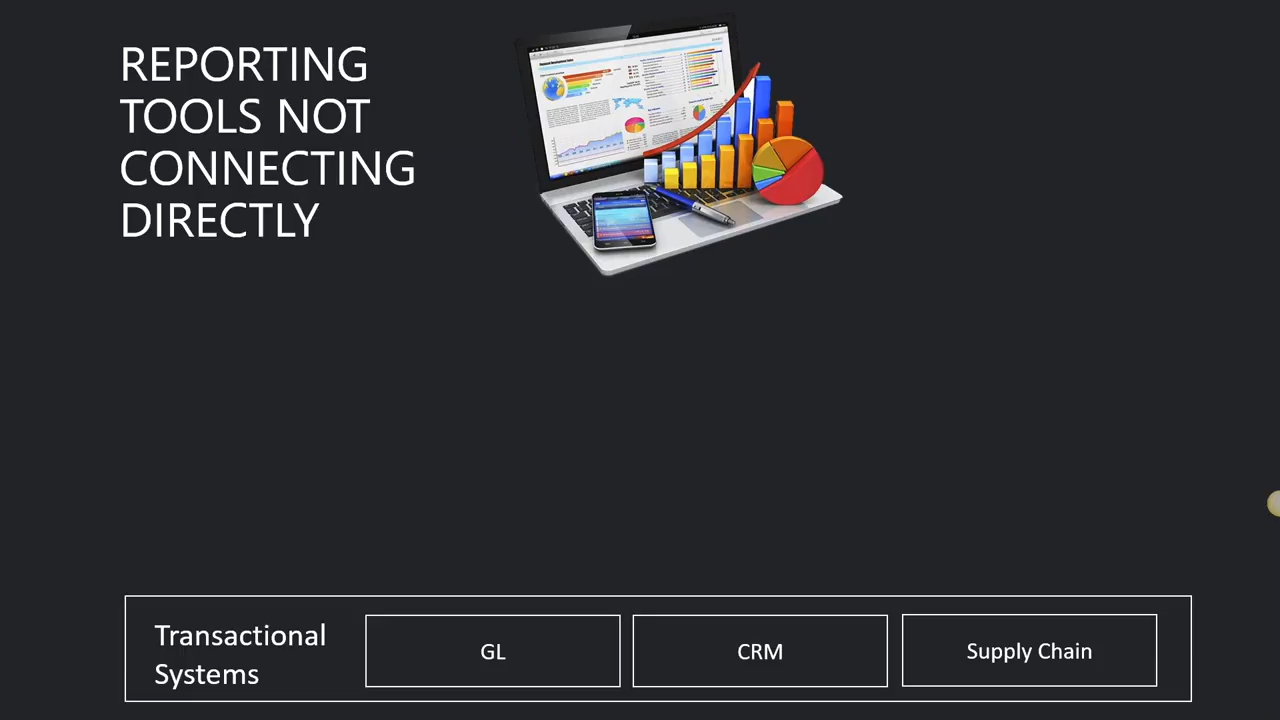 REPORTING
TOOLS NOT
CONNECTING
DIRECTLY
Transactional
Systems
GL
CRM
Supply Chain